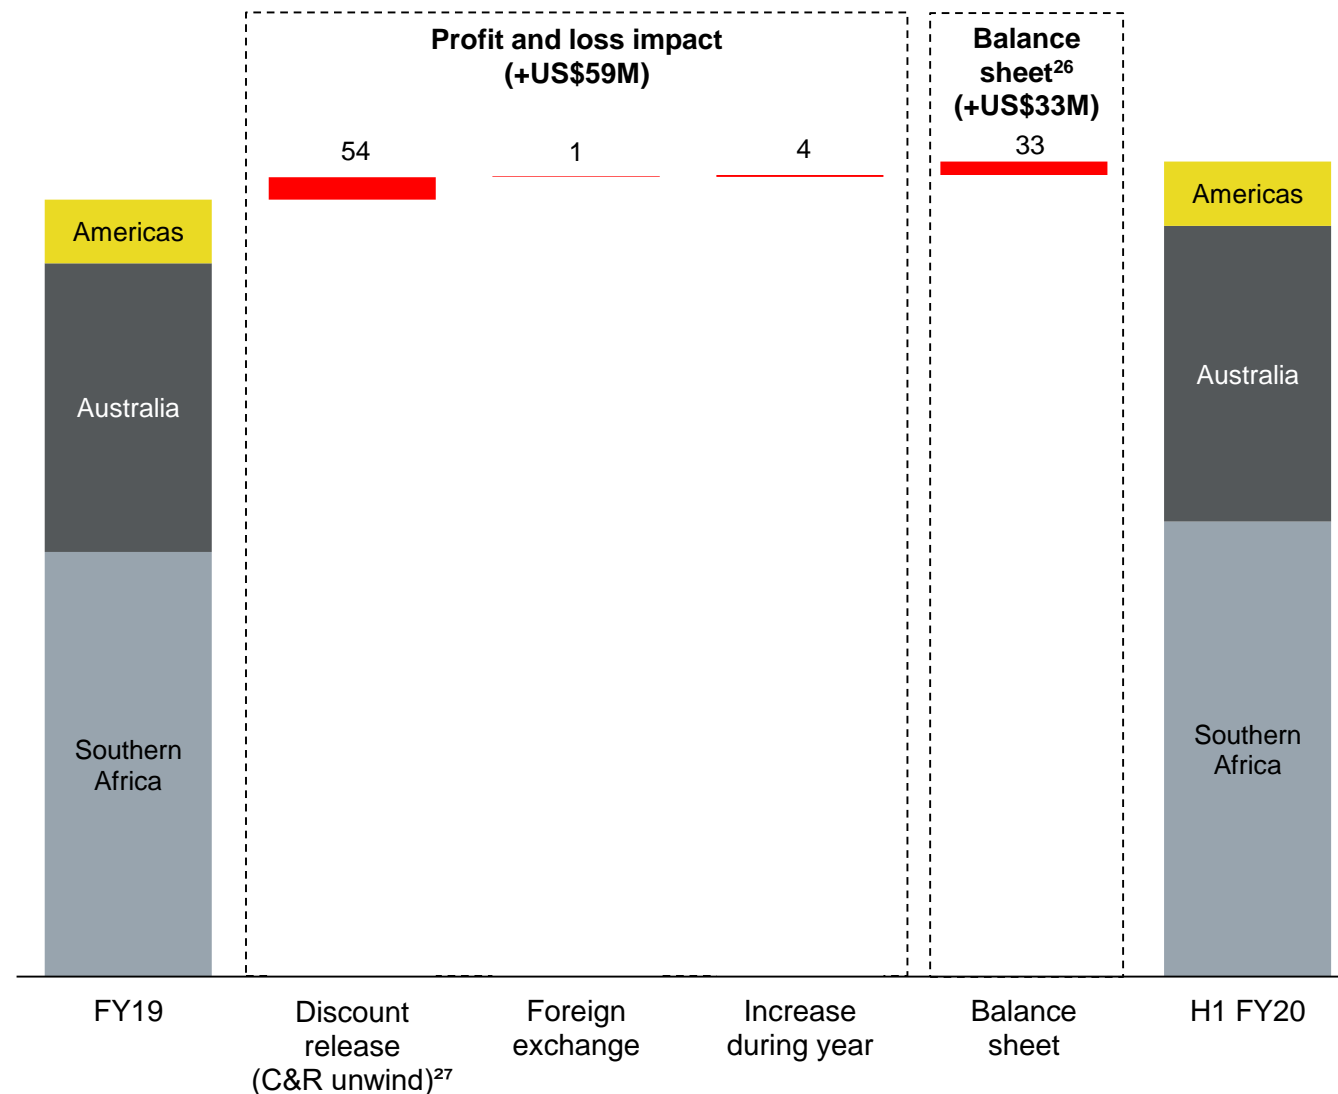 Profit and loss impact
(+US$59M)
Balance
sheet²⁶
(+US$33M)
54
1
4
33
Americas
Australia
Southern
Africa
Americas
Australia
Southern
Africa
FY19
Discount
release
(C&R unwind)²⁷
Foreign
exchange
Increase
during year
Balance
sheet
H1 FY20